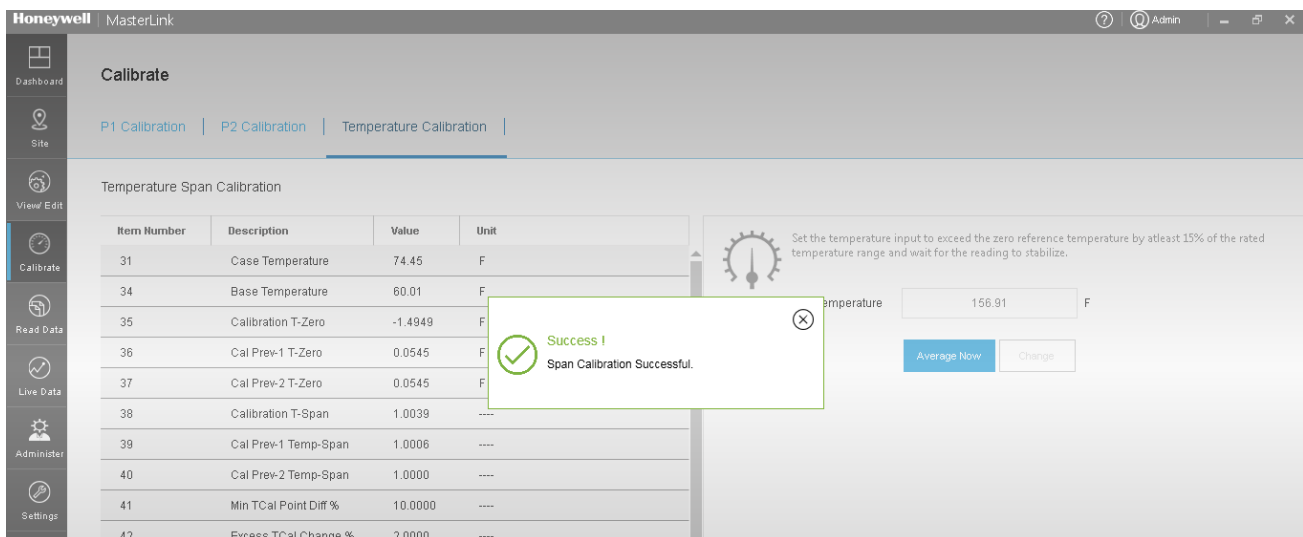 Honeywell | MasterLink
? Admin
Dashboard
Site
View/ Edit
Calibrate
Read Data
Live Data
Administer
Settings
Calibrate
P1 Calibration | P2 Calibration | Temperature Calibration |
Temperature Span Calibration
Item Number Description Value Unit
31 Case Temperature 74.45 F
34 Base Temperature 60.01 F
35 Calibration T-Zero -1.4949 F
36 Cal Prev-1 T-Zero 0.0545 F
37 Cal Prev-2 T-Zero 0.0545 F
38 Calibration T-Span 1.0039 ----
39 Cal Prev-1 Temp-Span 1.0006 ----
40 Cal Prev-2 Temp-Span 1.0000 ----
41 Min TCal Point Diff % 10.0000 ----
42 Excess TCal Change % 2.0000 ----
Set the temperature input to exceed the zero reference temperature by atleast 15% of the rated
temperature range and wait for the reading to stabilize.
emperature 156.91 F
Average Now Change
Success !
Span Calibration Successful.